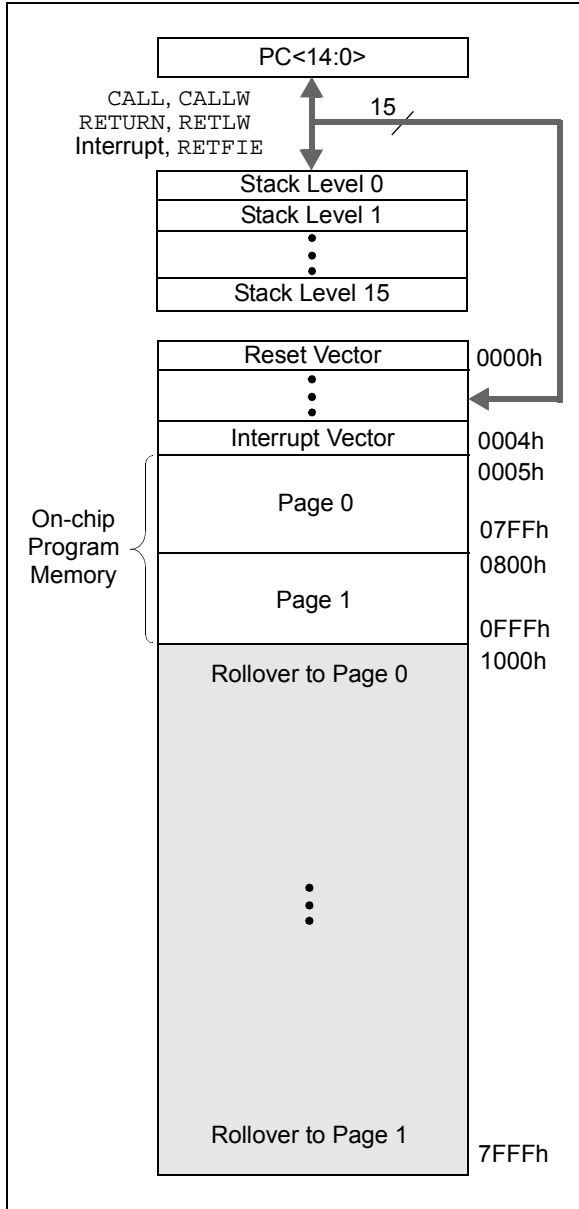 PC<14:0>
CALL, CALLW
RETURN, RETLW
Interrupt, RETFIE
15
Stack Level 0
Stack Level 1
Stack Level 15
Reset Vector
0000h
Interrupt Vector
0004h
0005h
On-chip
Program
Memory
Page 0
07FFh
0800h
Page 1
0FFFh
1000h
Rollover to Page 0
Rollover to Page 1
7FFFh